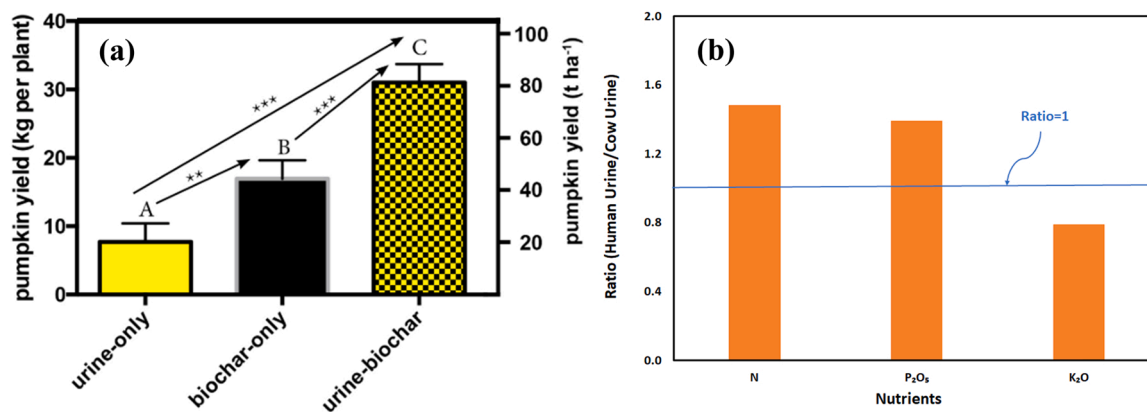 (a)
pumpkin yield (kg per plant)
40
30
20
10
0
A
B
C
**
***
***
100
80
60
40
20
pumpkin yield (t ha⁻¹)
urine-only
biochar-only
urine-biochar
(b)
Ratio (Human Urine/Cow Urine)
2.0
1.6
1.2
0.8
0.4
0.0
Ratio=1
N
P₂O₅
K₂O
Nutrients